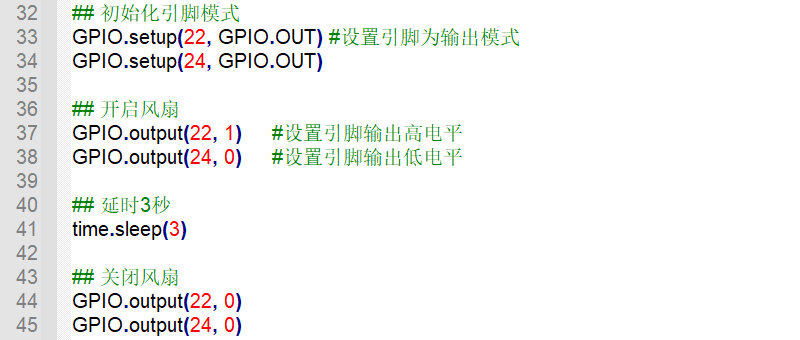 32 ## 初始化引脚模式
33 GPIO.setup(22, GPIO.OUT) #设置引脚为输出模式
34 GPIO.setup(24, GPIO.OUT)
35
36 ## 开启风扇
37 GPIO.output(22, 1) #设置引脚输出高电平
38 GPIO.output(24, 0) #设置引脚输出低电平
39
40 ## 延时3秒
41 time.sleep(3)
42
43 ## 关闭风扇
44 GPIO.output(22, 0)
45 GPIO.output(24, 0)